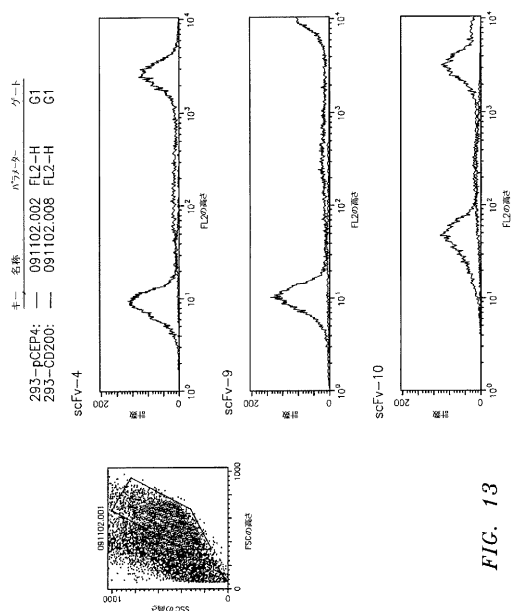 キー 名称 パラメーター ゲート
293-pCEP4: — 091102.002 FL2-H G1
293-CD200: — 091102.008 FL2-H G1
scFv-4
200
計数
0
10^0 10^1 10^2 10^3 10^4
FL2の高さ
scFv-9
200
計数
0
10^0 10^1 10^2 10^3 10^4
FL2の高さ
scFv-10
200
計数
0
10^0 10^1 10^2 10^3 10^4
FL2の高さ
091102.001
1000
SSCの高さ
0
0 1000
FSCの高さ
FIG. 13